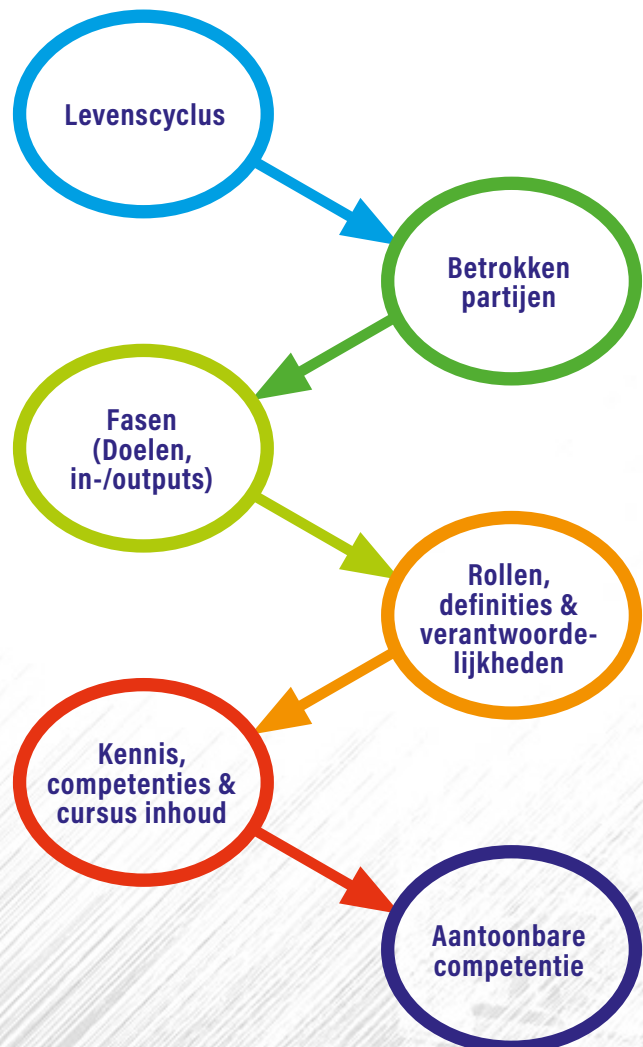 Levenscyclus
Betrokken
partijen
Fasen
(Doelen,
in-/outputs)
Rollen,
definities &
verantwoorde-
lijkheden
Kennis,
competenties &
cursus inhoud
Aantoonbare
competentie